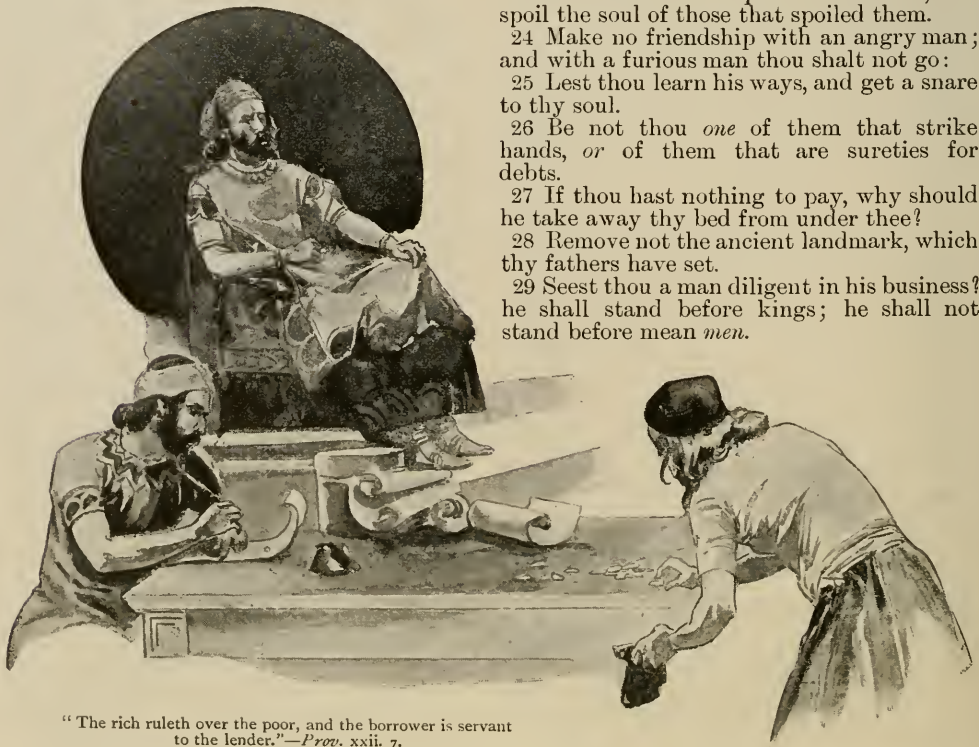 spoil the soul of those that spoiled them.
24 Make no friendship with an angry man;
and with a furious man thou shalt not go:
25 Lest thou learn his ways, and get a snare
to thy soul.
26 Be not thou one of them that strike
hands, or of them that are sureties for
debts.
27 If thou hast nothing to pay, why should
he take away thy bed from under thee?
28 Remove not the ancient landmark, which
thy fathers have set.
29 Seest thou a man diligent in his business?
he shall stand before kings; he shall not
stand before mean men.
“The rich ruleth over the poor, and the borrower is servant
to the lender.”—Prov. xxii. 7.